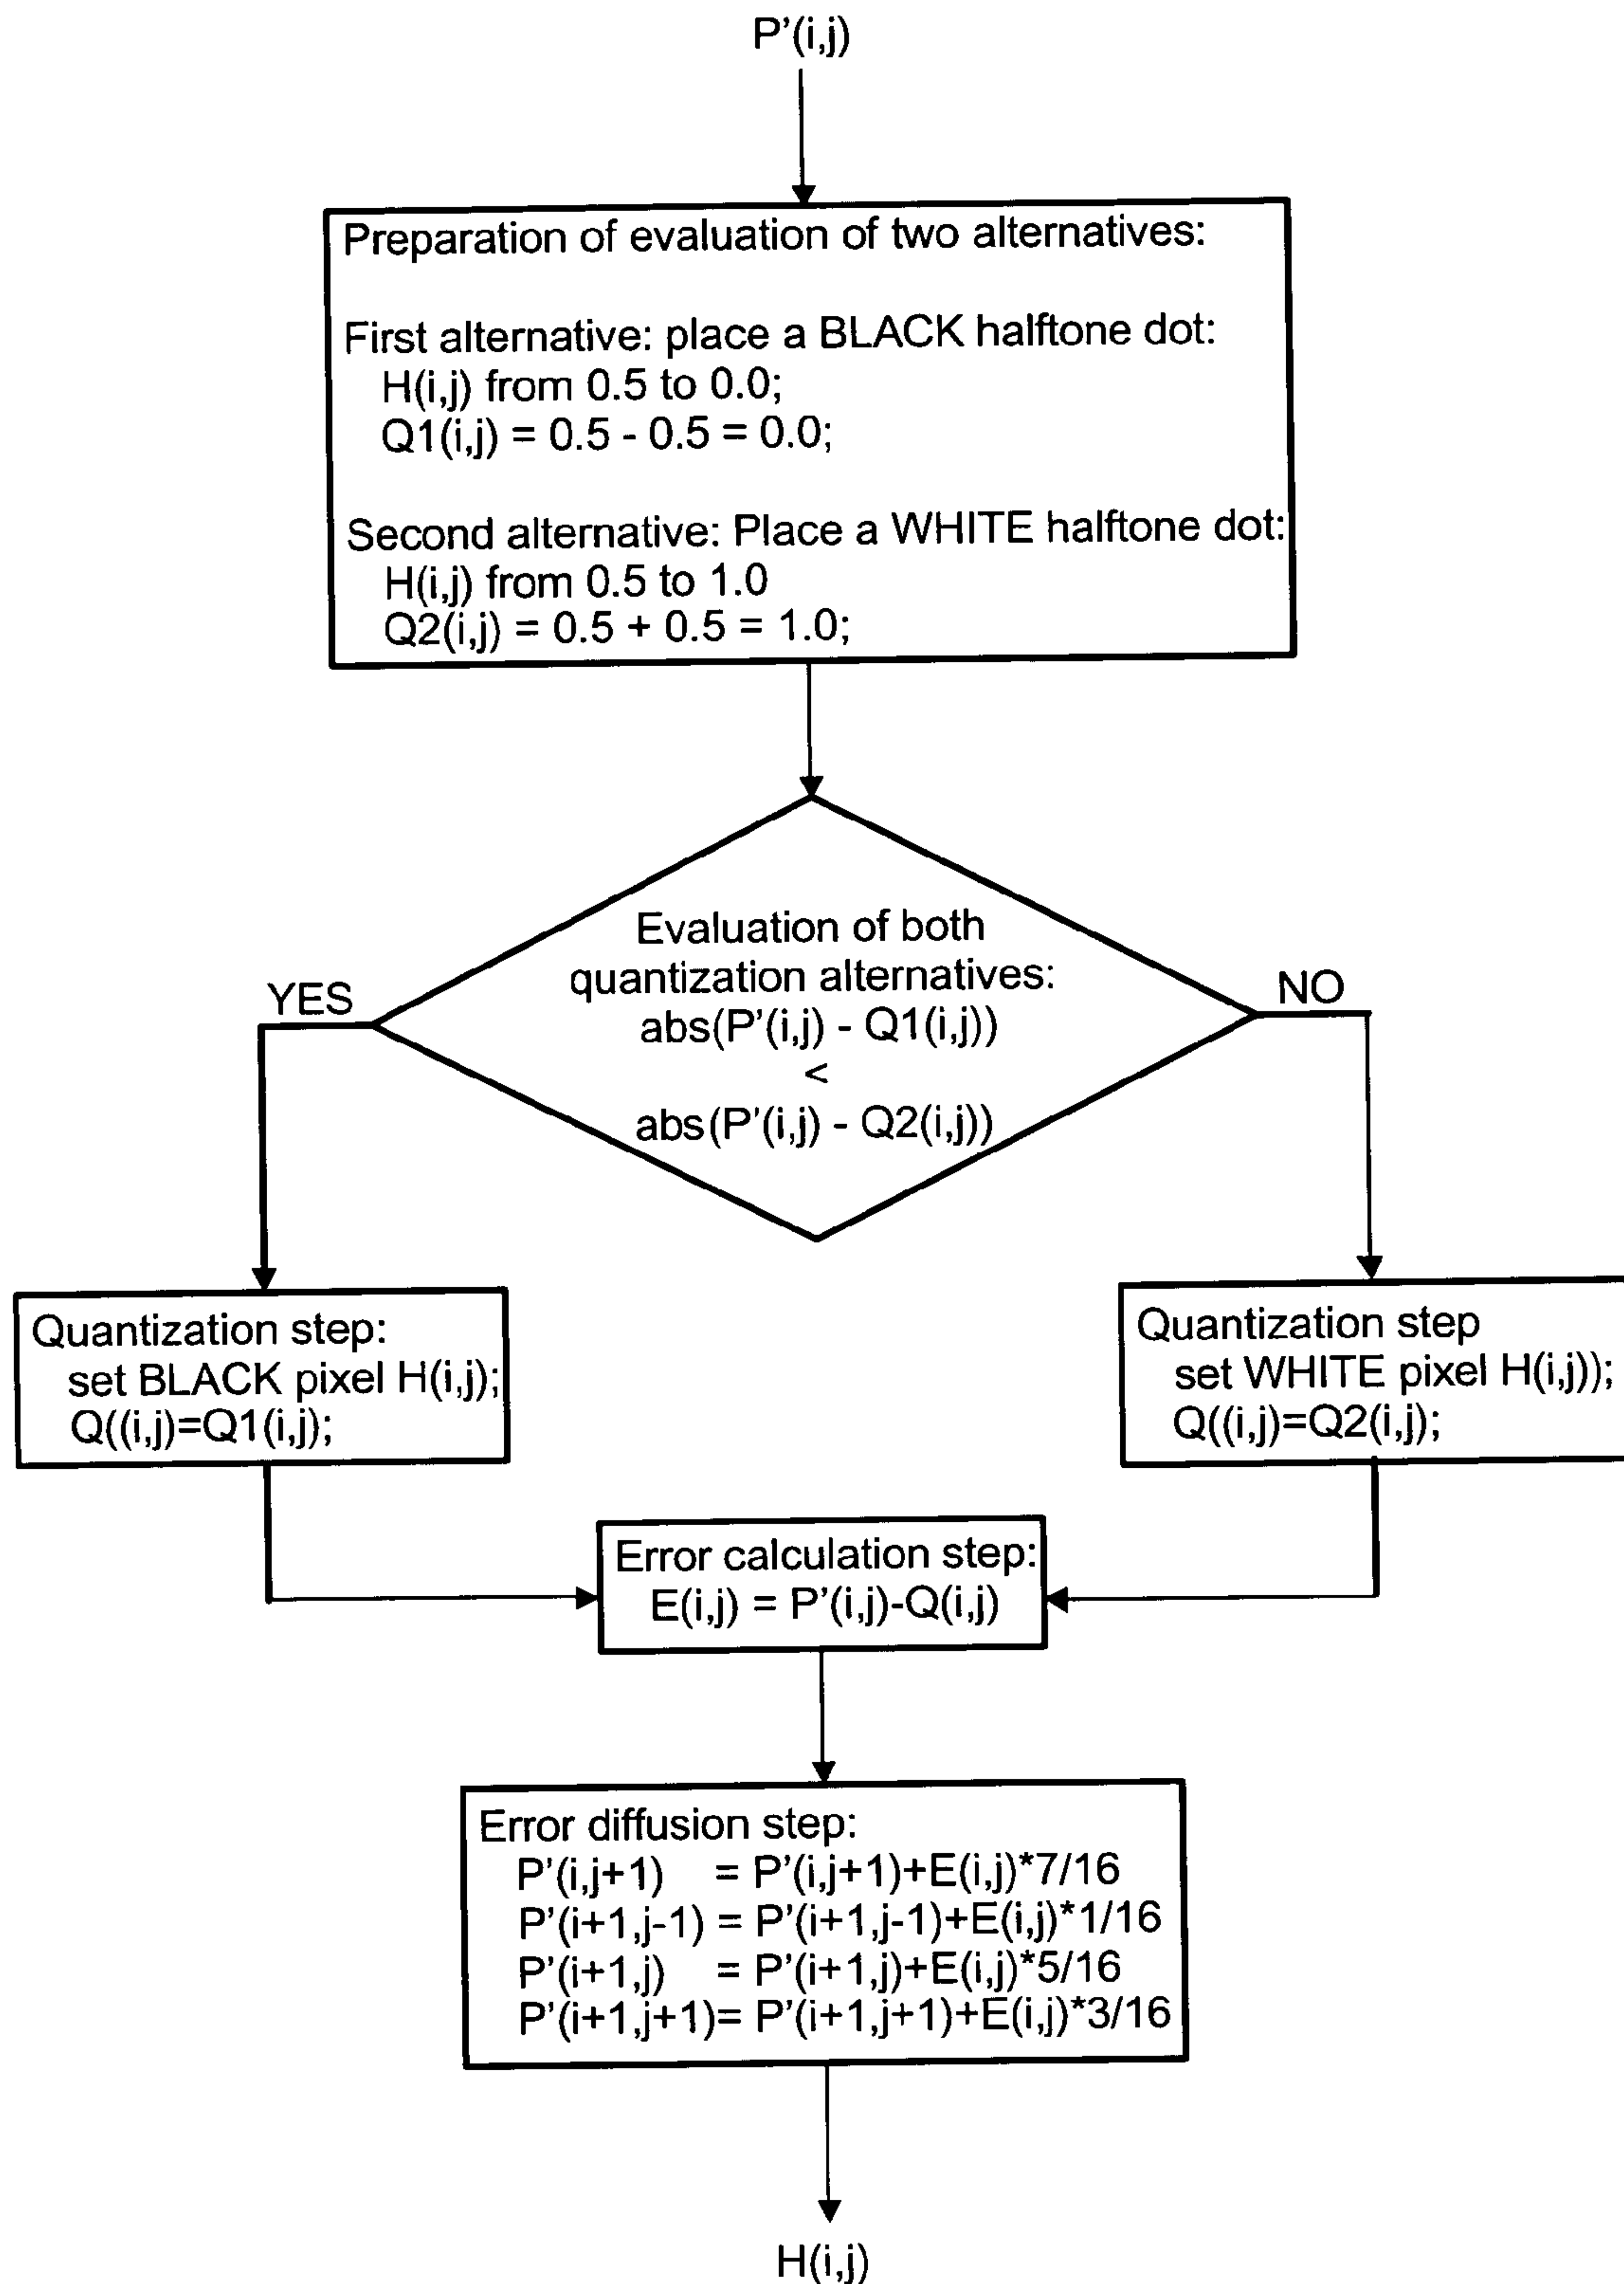 P'(i,j)
Preparation of evaluation of two alternatives:
First alternative: place a BLACK halftone dot:
H(i,j) from 0.5 to 0.0;
Q1(i,j) = 0.5 - 0.5 = 0.0;
Second alternative: Place a WHITE halftone dot:
H(i,j) from 0.5 to 1.0
Q2(i,j) = 0.5 + 0.5 = 1.0;
Evaluation of both
quantization alternatives:
abs(P'(i,j) - Q1(i,j))
<
abs(P'(i,j) - Q2(i,j))
YES
NO
Quantization step:
set BLACK pixel H(i,j);
Q((i,j)=Q1(i,j);
Quantization step
set WHITE pixel H(i,j));
Q((i,j)=Q2(i,j);
Error calculation step:
E(i,j) = P'(i,j)-Q(i,j)
Error diffusion step:
P'(i,j+1) = P'(i,j+1)+E(i,j)*7/16
P'(i+1,j-1) = P'(i+1,j-1)+E(i,j)*1/16
P'(i+1,j) = P'(i+1,j)+E(i,j)*5/16
P'(i+1,j+1)= P'(i+1,j+1)+E(i,j)*3/16
H(i,j)